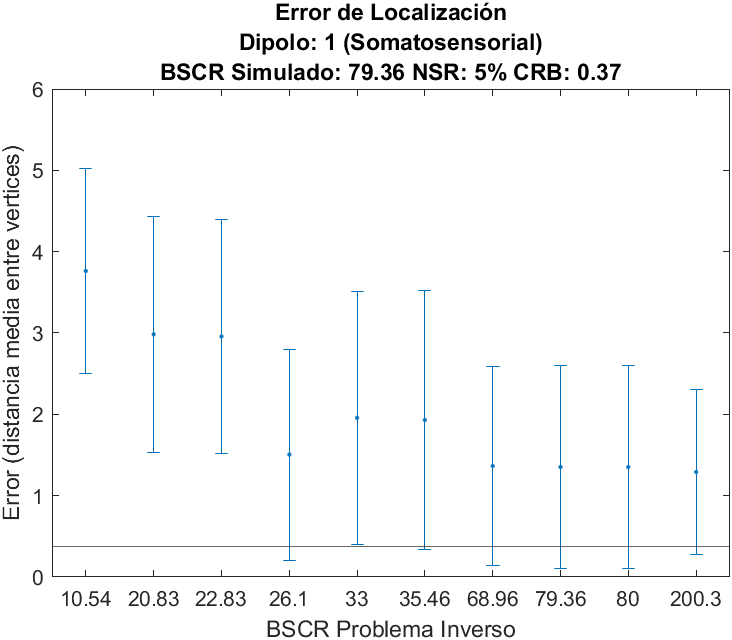 Error de Localización
Dipolo: 1 (Somatosensorial)
BSCR Simulado: 79.36 NSR: 5% CRB: 0.37
Error (distancia media entre vertices)
6
5
4
3
2
1
0
10.54 20.83 22.83 26.1 33 35.46 68.96 79.36 80 200.3
BSCR Problema Inverso